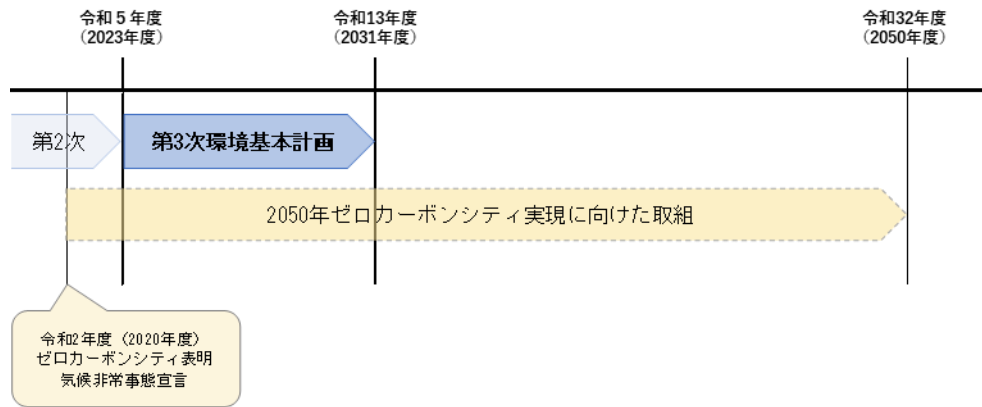 令和５年度
（2023年度）
令和13年度
（2031年度）
令和32年度
（2050年度）
第2次
第3次環境基本計画
2050年ゼロカーボンシティ実現に向けた取組
令和2年度（2020年度）
ゼロカーボンシティ表明
気候非常事態宣言